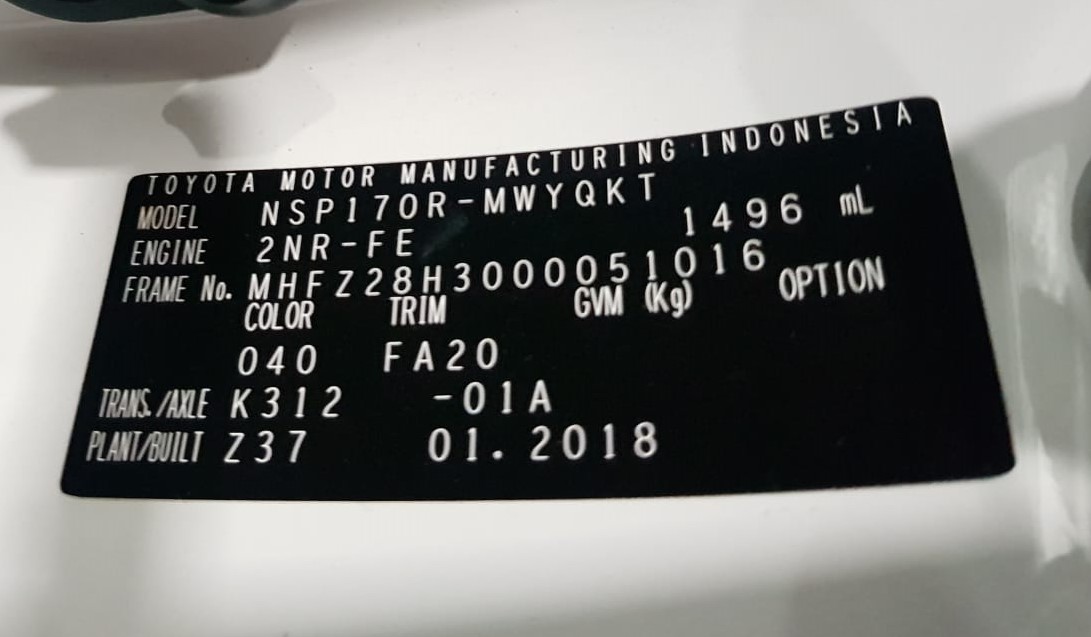 TOYOTA MOTOR MANUFACTURING INDONESIA
MODEL NSP170R-MWYQKT
ENGINE 2NR-FE 1496 mL
FRAME No. MHFZ28H3000051016
COLOR TRIM GVM (Kg) OPTION
040 FA20
TRANS./AXLE K312 -01A
PLANT/BUILT Z37 01.2018